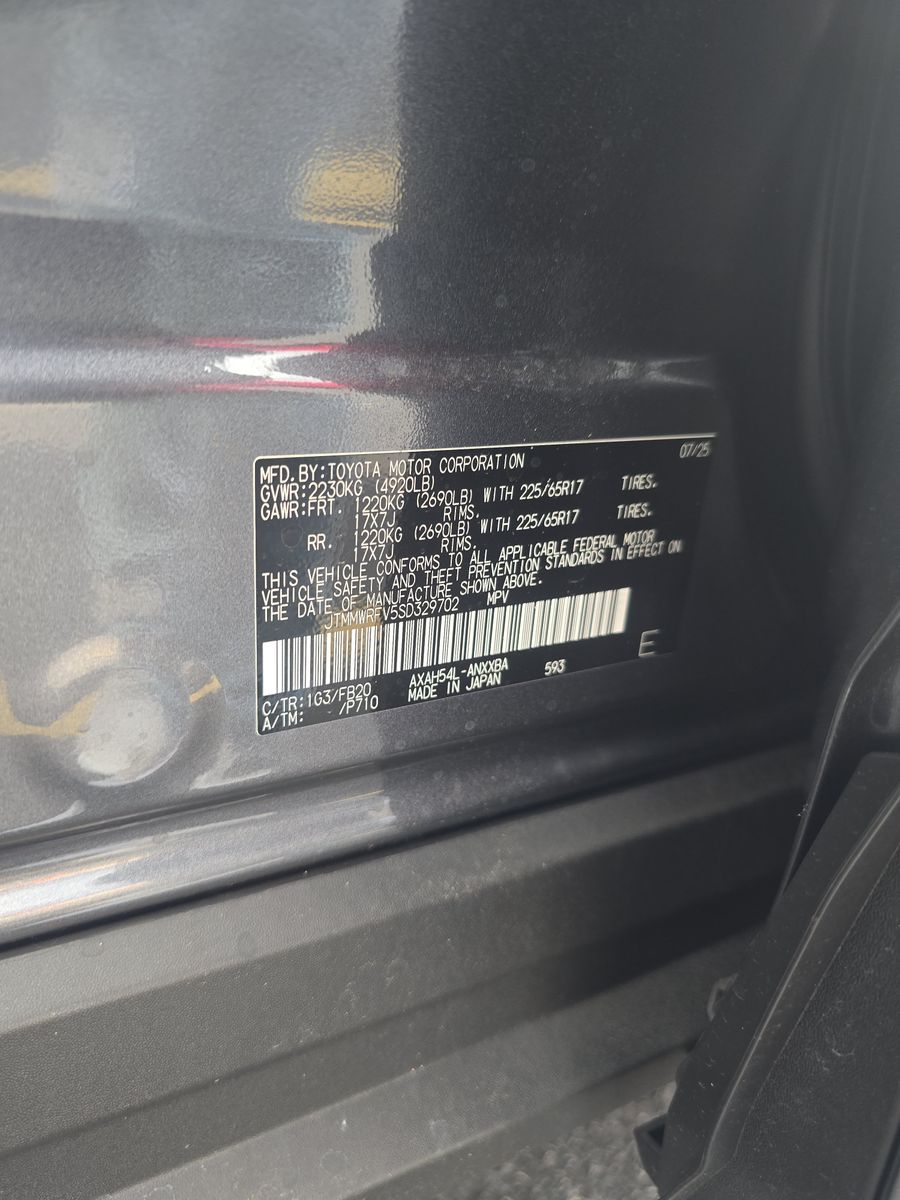 07/25
MFD.BY:TOYOTA MOTOR CORPORATION
GVWR:2230KG (4920LB)
GAWR:FRT. 1220KG (2690LB) WITH 225/65R17 TIRES.
17X7J RIMS.
RR. 1220KG (2690LB) WITH 225/65R17 TIRES.
17X7J RIMS.
THIS VEHICLE CONFORMS TO ALL APPLICABLE FEDERAL MOTOR
VEHICLE SAFETY AND THEFT PREVENTION STANDARDS IN EFFECT ON
THE DATE OF MANUFACTURE SHOWN ABOVE.
JTMMWRFV5SD329702 MPV
E
C/TR:1G3/FB20 AXAH54L-ANXXBA 593
A/TM: /P710 MADE IN JAPAN